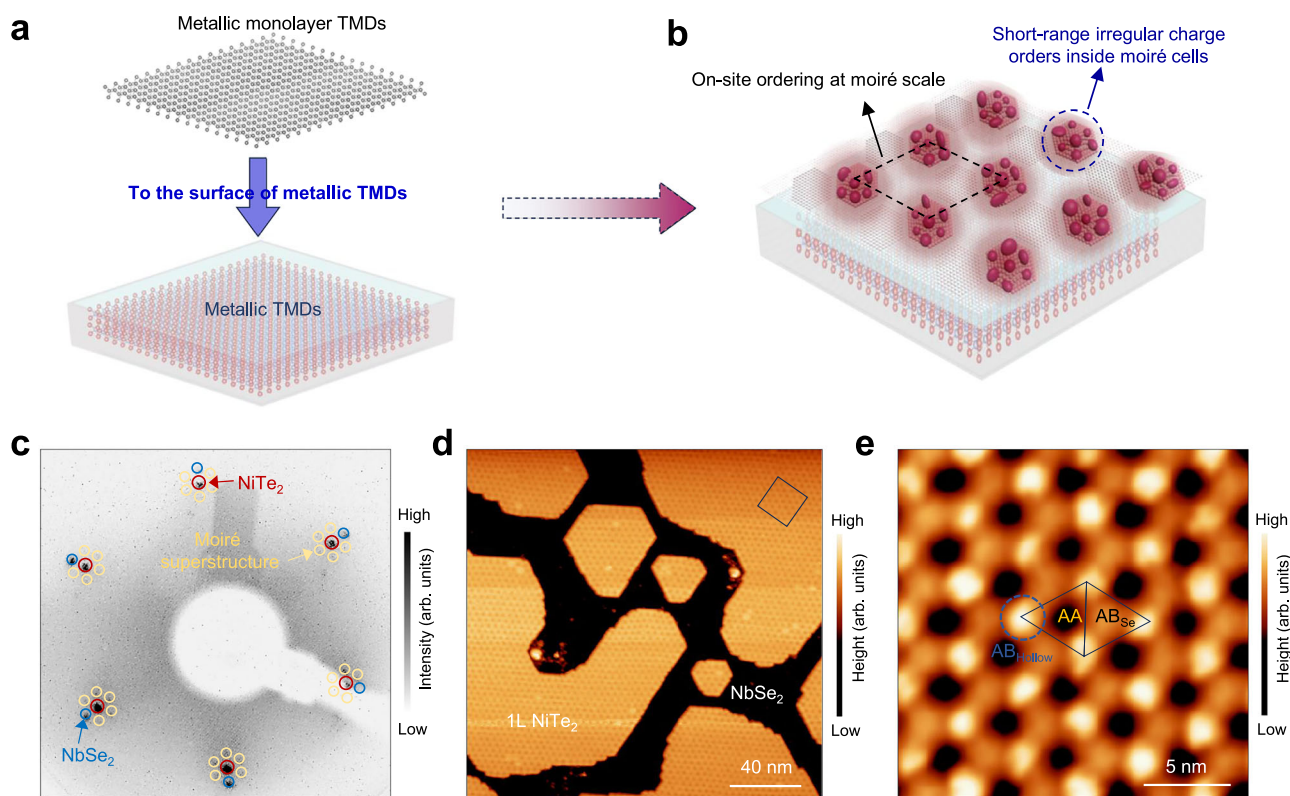 a
Metallic monolayer TMDs
To the surface of metallic TMDs
Metallic TMDs
b
Short-range irregular charge
orders inside moiré cells
On-site ordering at moiré scale
c
NiTe₂
Moiré
superstructure
NbSe₂
High
Intensity (arb. units)
Low
d
1L NiTe₂
NbSe₂
40 nm
High
Height (arb. units)
Low
e
AA
AB_Se
AB_Hollow
5 nm
High
Height (arb. units)
Low